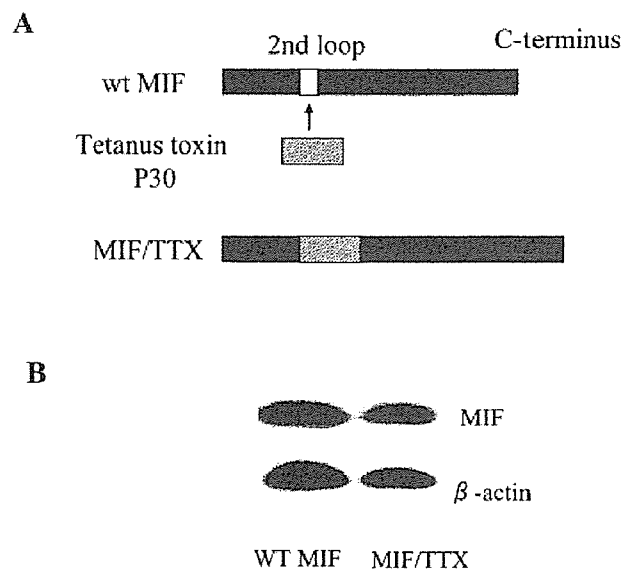 A
2nd loop
C-terminus
wt MIF
Tetanus toxin
P30
MIF/TTX
B
MIF
β-actin
WT MIF MIF/TTX